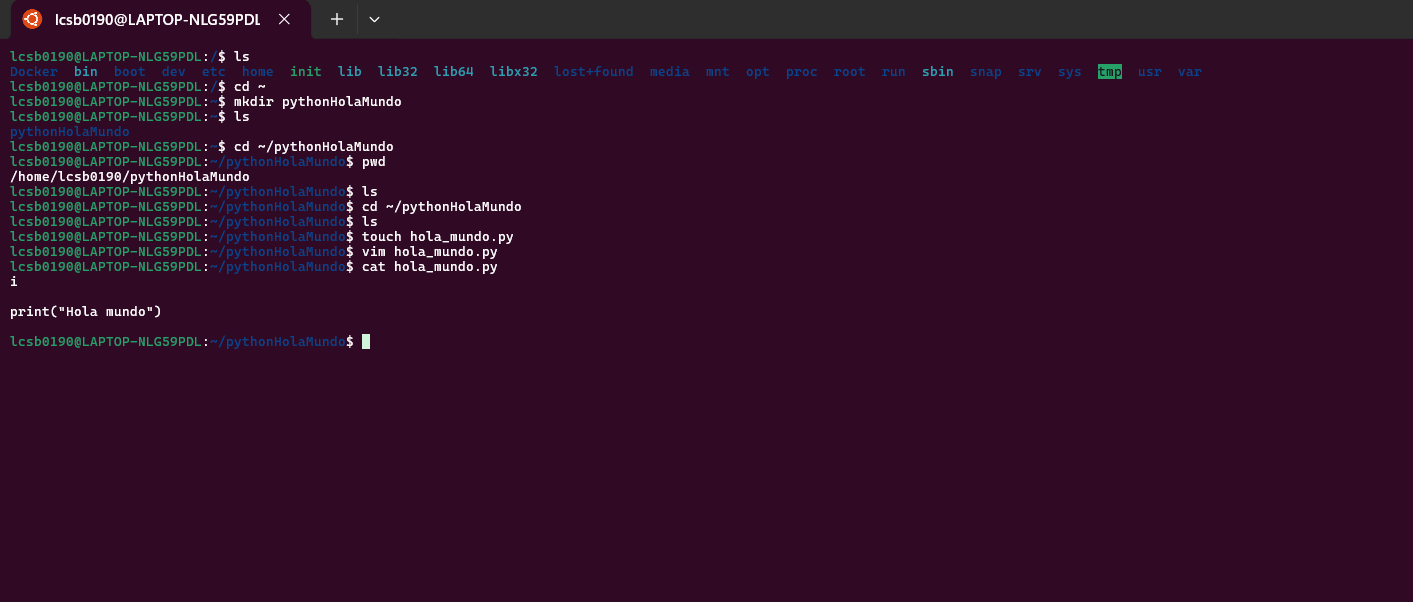 lcsb0190@LAPTOP-NLG59PDL
lcsb0190@LAPTOP-NLG59PDL:/$ ls
Docker bin boot dev etc home init lib lib32 lib64 libx32 lost+found media mnt opt proc root run sbin snap srv sys tmp usr var
lcsb0190@LAPTOP-NLG59PDL:/$ cd ~
lcsb0190@LAPTOP-NLG59PDL:~$ mkdir pythonHolaMundo
lcsb0190@LAPTOP-NLG59PDL:~$ ls
pythonHolaMundo
lcsb0190@LAPTOP-NLG59PDL:~$ cd ~/pythonHolaMundo
lcsb0190@LAPTOP-NLG59PDL:~/pythonHolaMundo$ pwd
/home/lcsb0190/pythonHolaMundo
lcsb0190@LAPTOP-NLG59PDL:~/pythonHolaMundo$ ls
lcsb0190@LAPTOP-NLG59PDL:~/pythonHolaMundo$ cd ~/pythonHolaMundo
lcsb0190@LAPTOP-NLG59PDL:~/pythonHolaMundo$ ls
lcsb0190@LAPTOP-NLG59PDL:~/pythonHolaMundo$ touch hola_mundo.py
lcsb0190@LAPTOP-NLG59PDL:~/pythonHolaMundo$ vim hola_mundo.py
lcsb0190@LAPTOP-NLG59PDL:~/pythonHolaMundo$ cat hola_mundo.py
i
print("Hola mundo")
lcsb0190@LAPTOP-NLG59PDL:~/pythonHolaMundo$